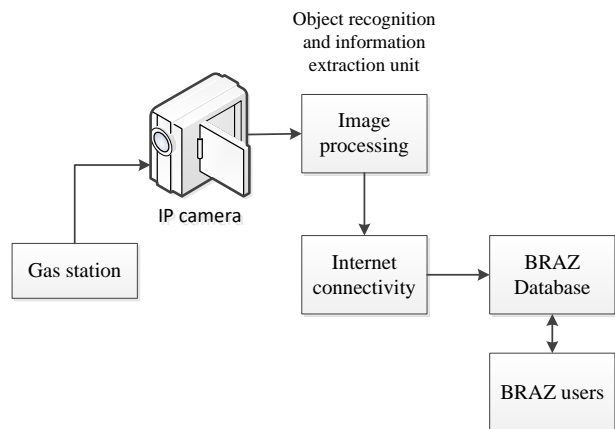 Object recognition
and information
extraction unit
Image
processing
IP camera
Gas station
Internet
connectivity
BRAZ
Database
BRAZ users